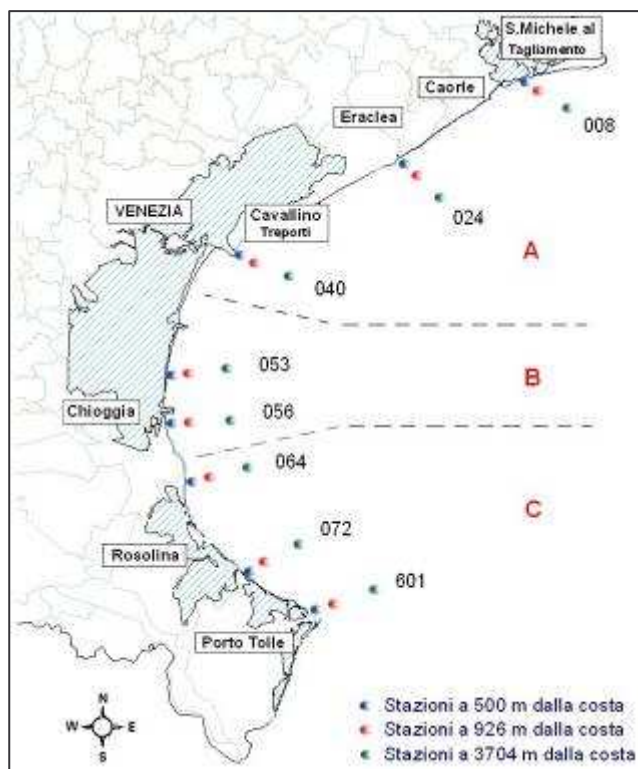 S.Michele al
Tagliamento
Caorle
008
Eraclea
024
VENEZIA
Cavallino
Treporti
A
040
053
B
Chioggia
056
064
C
072
Rosolina
601
Porto Tolle
N
W E
S
Stazioni a 500 m dalla costa
Stazioni a 926 m dalla costa
Stazioni a 3704 m dalla costa